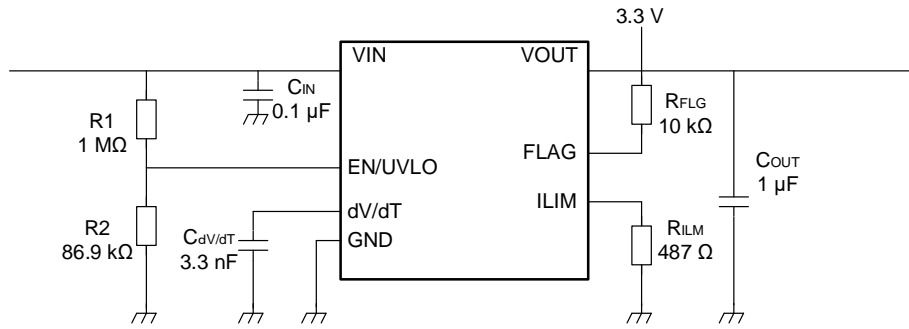 3.3 V
VIN
VOUT
CIN
0.1 µF
R1
1 MΩ
RFLG
10 kΩ
FLAG
EN/UVLO
COUT
1 µF
ILIM
dV/dT
R2
86.9 kΩ
CdV/dT
3.3 nF
GND
RILM
487 Ω